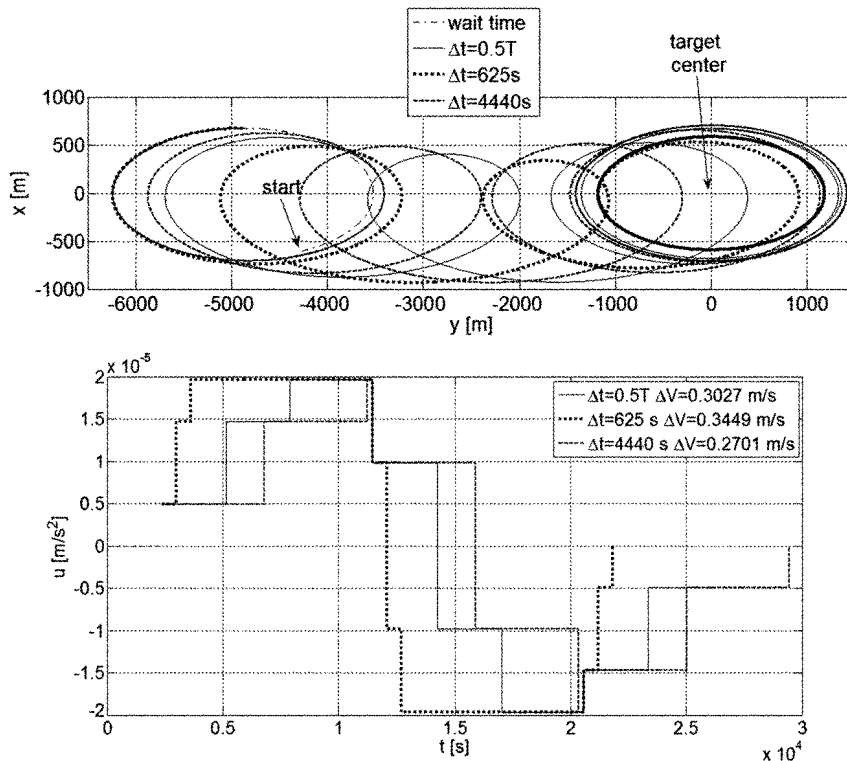 wait time
Δt=0.5T
Δt=625s
Δt=4440s
target
center
1000
500
0
-500
-1000
x [m]
start
-6000 -5000 -4000 -3000 -2000 -1000 0 1000
y [m]
x 10⁻⁵
2
1.5
1
0.5
0
-0.5
-1
-1.5
-2
u [m/s²]
Δt=0.5T ΔV=0.3027 m/s
Δt=625 s ΔV=0.3449 m/s
Δt=4440 s ΔV=0.2701 m/s
0 0.5 1 1.5 2 2.5 3
t [s]
x 10⁴